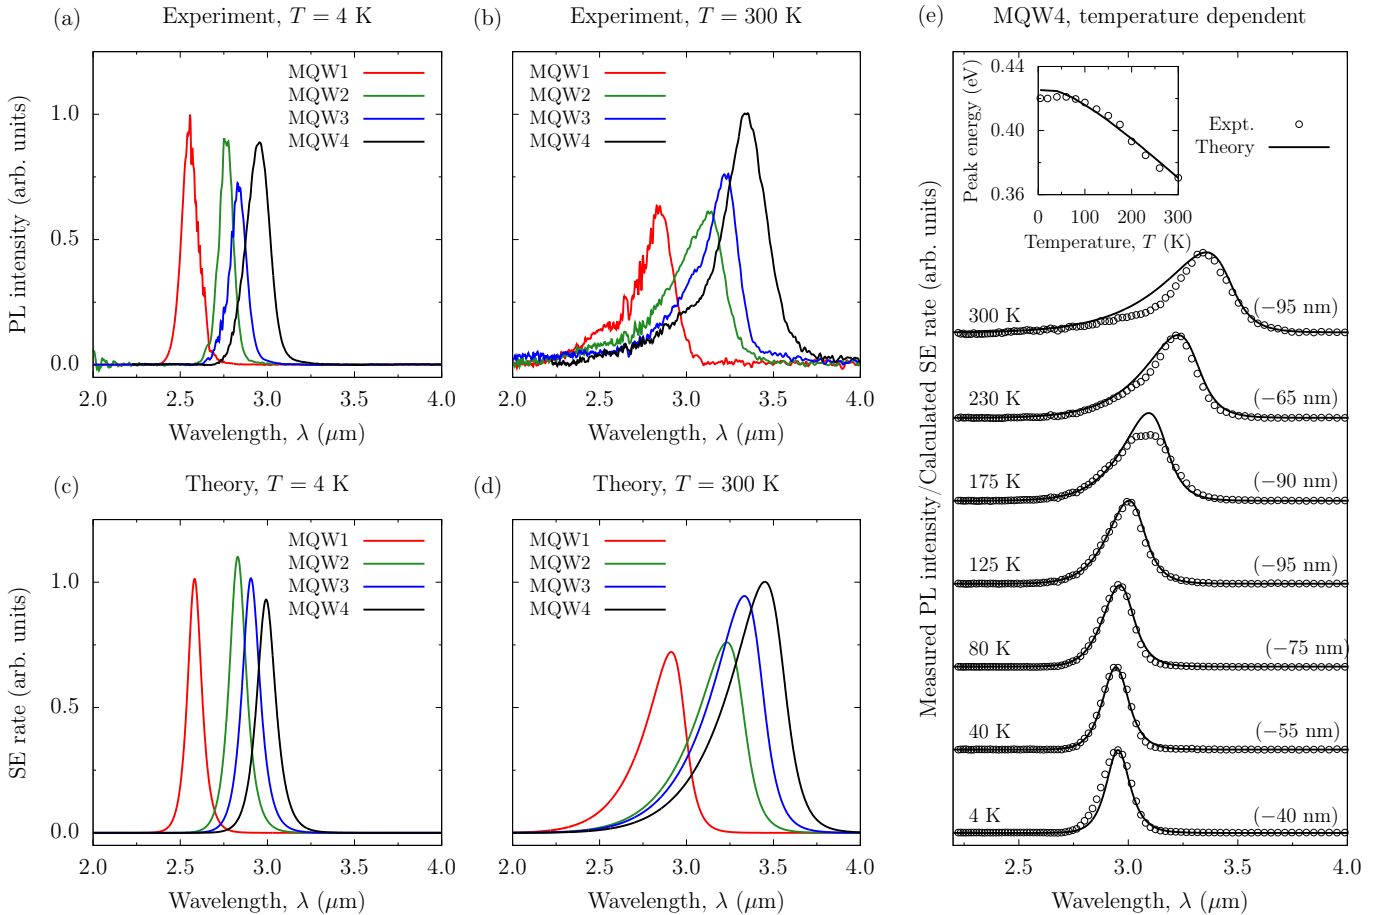 (a) Experiment, T = 4 K
PL intensity (arb. units)
1.0
0.5
0.0
MQW1
MQW2
MQW3
MQW4
2.0 2.5 3.0 3.5 4.0
Wavelength, λ (μm)
(b) Experiment, T = 300 K
MQW1
MQW2
MQW3
MQW4
2.0 2.5 3.0 3.5 4.0
Wavelength, λ (μm)
(c) Theory, T = 4 K
SE rate (arb. units)
1.0
0.5
0.0
MQW1
MQW2
MQW3
MQW4
2.0 2.5 3.0 3.5 4.0
Wavelength, λ (μm)
(d) Theory, T = 300 K
MQW1
MQW2
MQW3
MQW4
2.0 2.5 3.0 3.5 4.0
Wavelength, λ (μm)
(e) MQW4, temperature dependent
Measured PL intensity/Calculated SE rate (arb. units)
Peak energy (eV)
0.44
0.40
0.36
0 100 200 300
Temperature, T (K)
Expt.
Theory
300 K (−95 nm)
230 K (−65 nm)
175 K (−90 nm)
125 K (−95 nm)
80 K (−75 nm)
40 K (−55 nm)
4 K (−40 nm)
2.5 3.0 3.5 4.0
Wavelength, λ (μm)